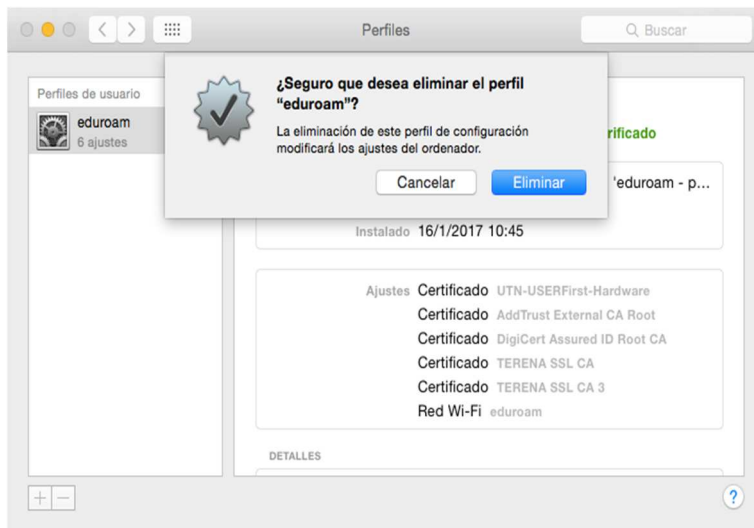 Perfiles
Buscar
Perfiles de usuario
eduroam
6 ajustes
¿Seguro que desea eliminar el perfil
“eduroam”?
La eliminación de este perfil de configuración
modificará los ajustes del ordenador.
Cancelar
Eliminar
rificado
'eduroam - p...
Instalado 16/1/2017 10:45
Ajustes Certificado UTN-USERFirst-Hardware
Certificado AddTrust External CA Root
Certificado DigiCert Assured ID Root CA
Certificado TERENA SSL CA
Certificado TERENA SSL CA 3
Red Wi-Fi eduroam
DETALLES